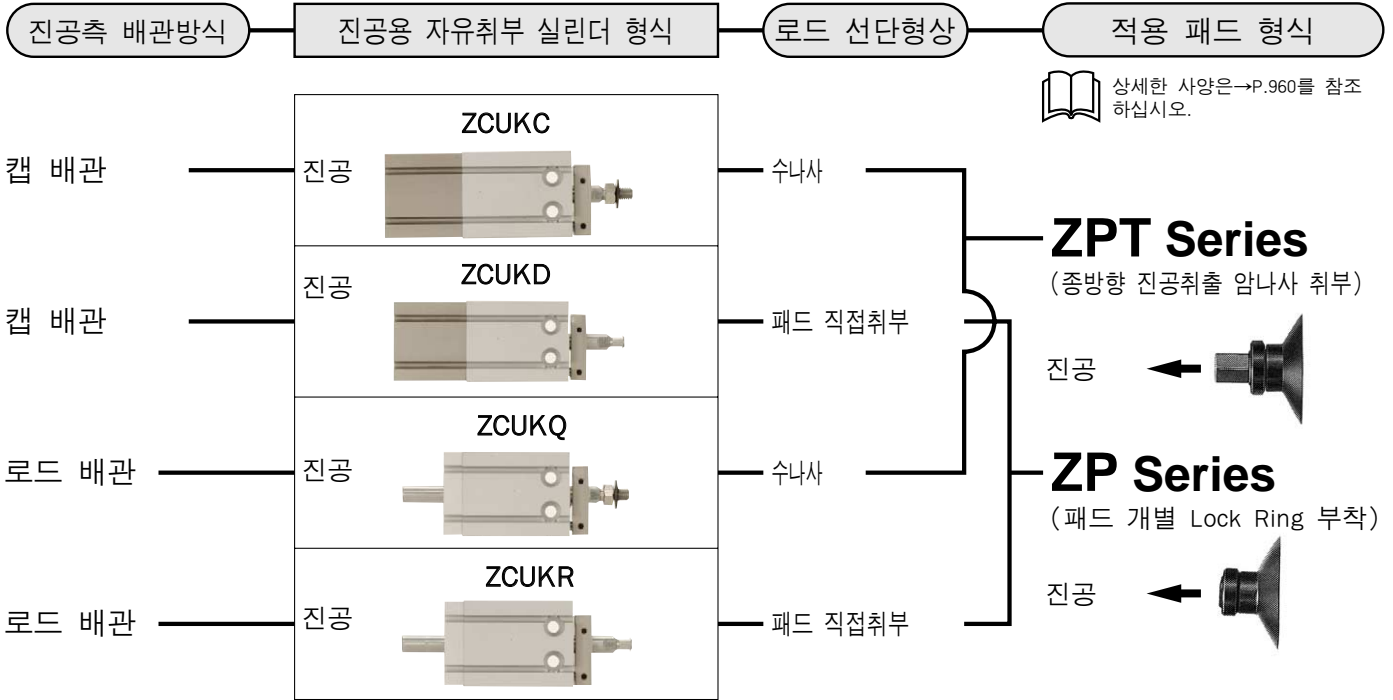 진공측 배관방식
진공용 자유취부 실린더 형식
로드 선단형상
적용 패드 형식
상세한 사양은→P.960를 참조
하십시오.
캡 배관
진공
ZCUKC
수나사
캡 배관
진공
ZCUKD
패드 직접취부
ZPT Series
(종방향 진공취출 암나사 취부)
진공
로드 배관
진공
ZCUKQ
수나사
ZP Series
(패드 개별 Lock Ring 부착)
진공
로드 배관
진공
ZCUKR
패드 직접취부